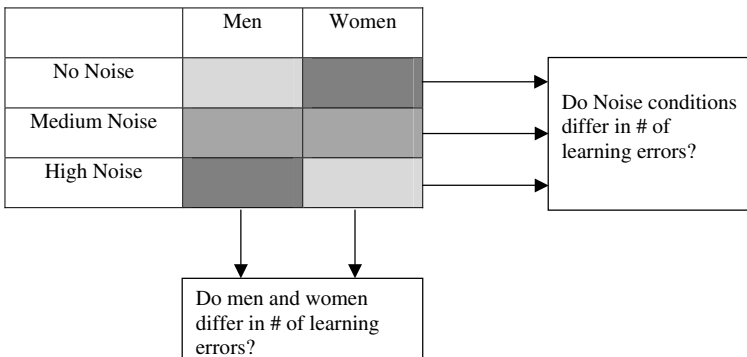 Men Women
No Noise
Medium Noise
High Noise
Do Noise conditions
differ in # of
learning errors?
Do men and women
differ in # of learning
errors?